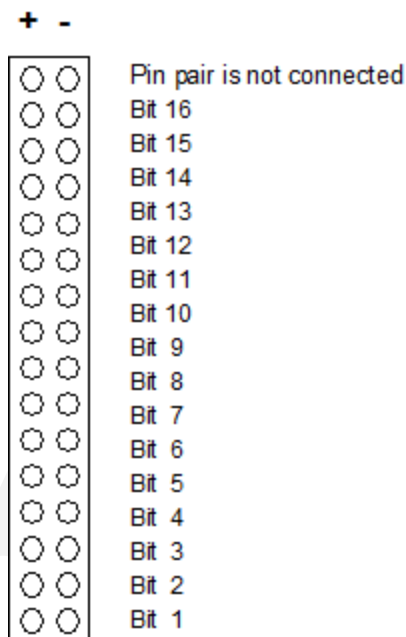 + -
Pin pair is not connected
Bit 16
Bit 15
Bit 14
Bit 13
Bit 12
Bit 11
Bit 10
Bit 9
Bit 8
Bit 7
Bit 6
Bit 5
Bit 4
Bit 3
Bit 2
Bit 1